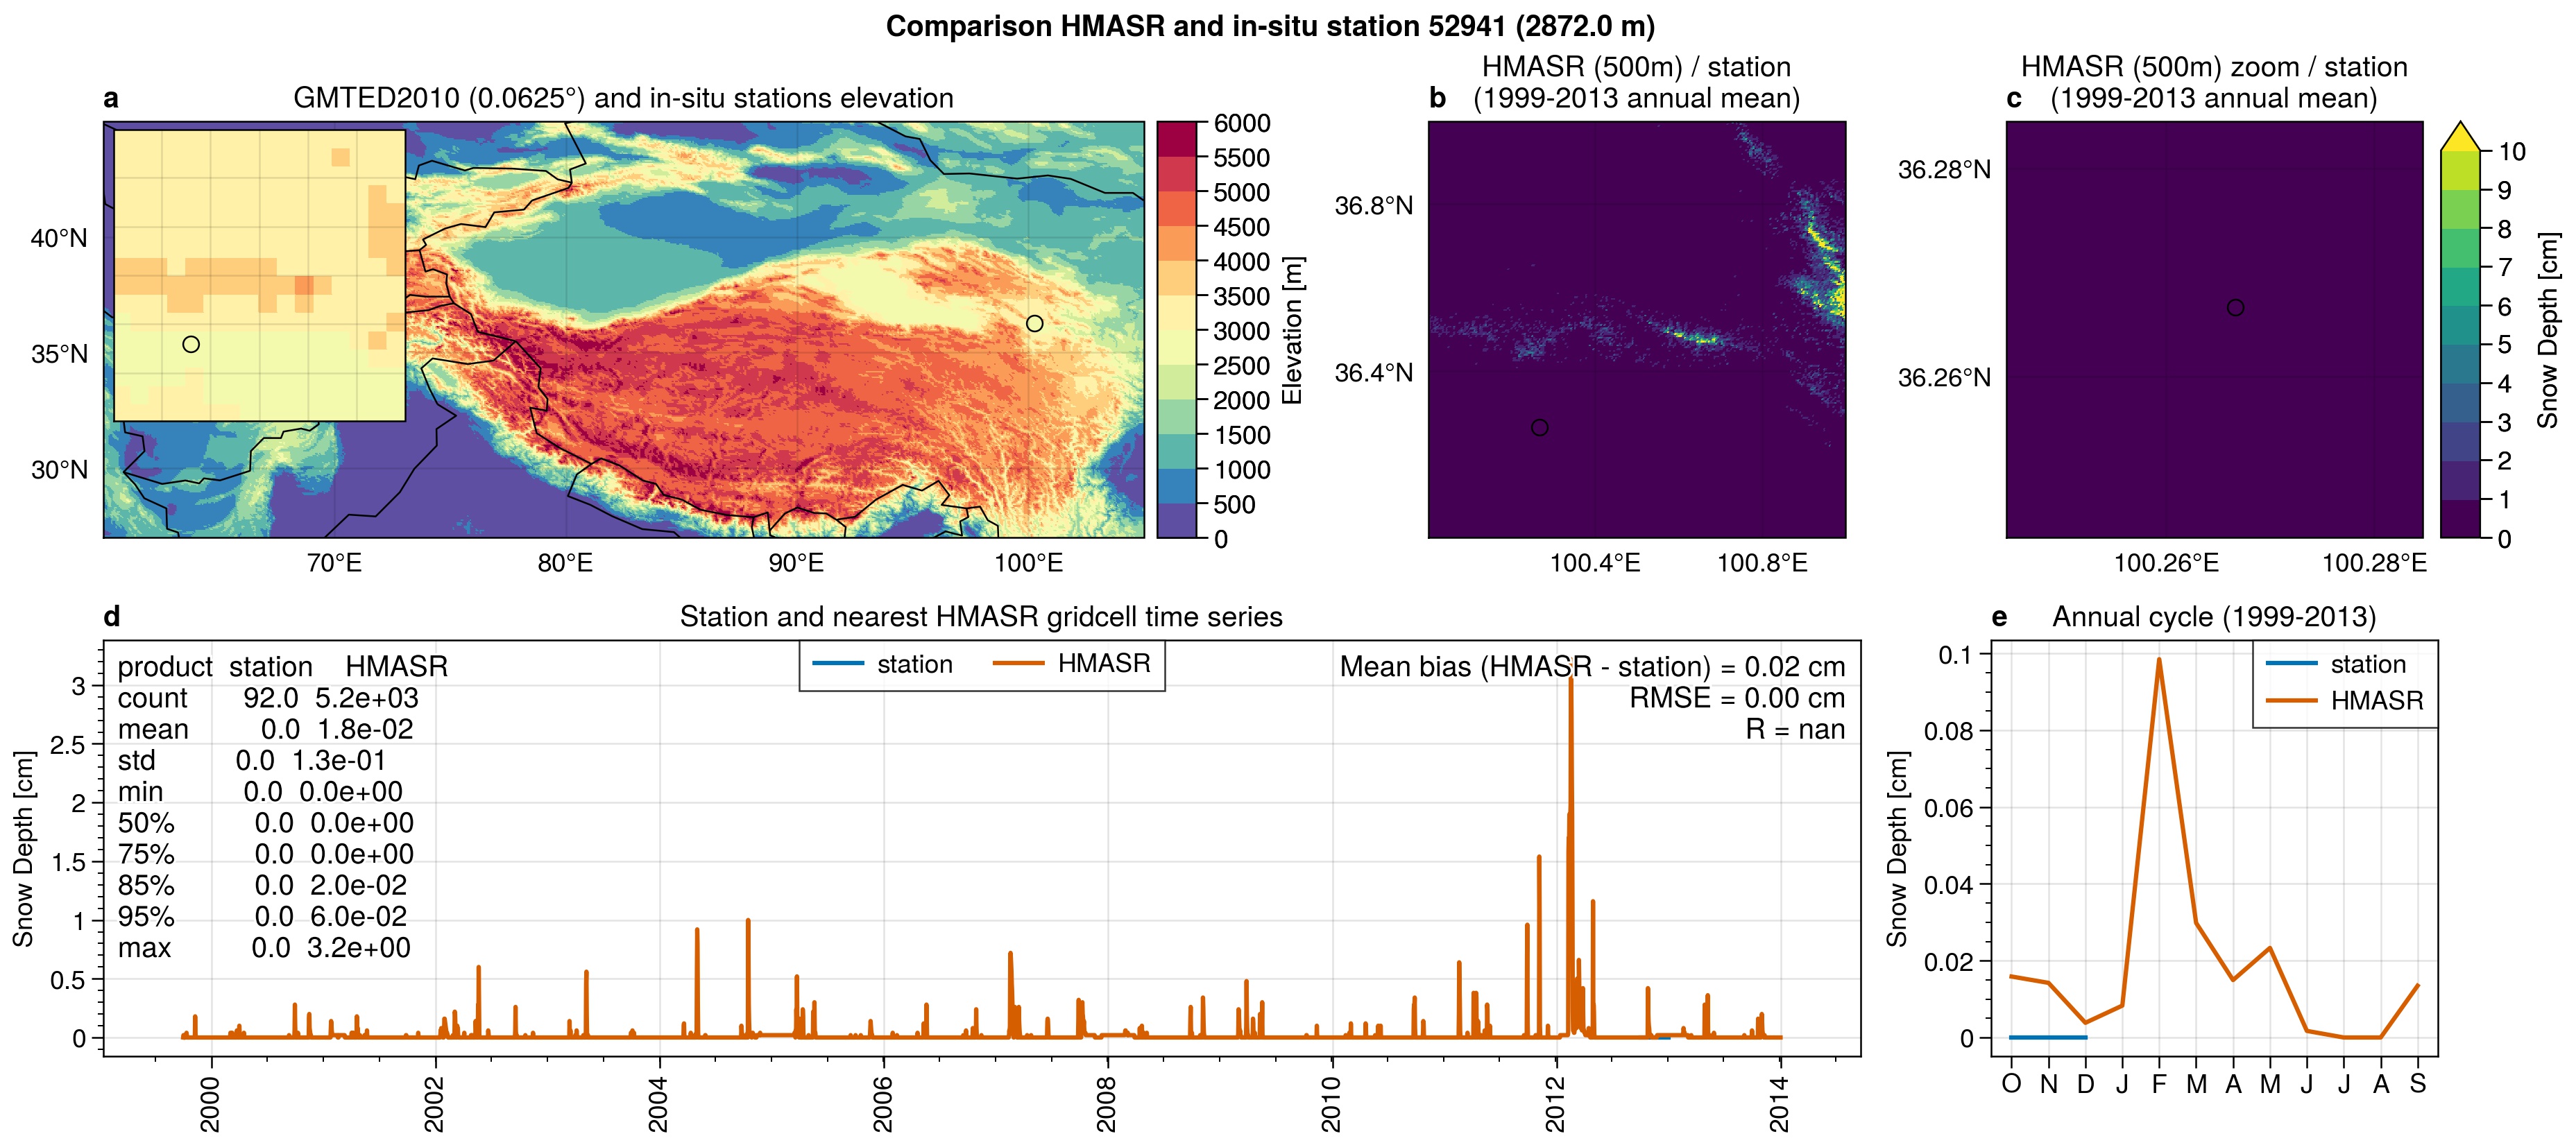 Comparison HMASR and in-situ station 52941 (2872.0 m)
a
GMTED2010 (0.0625°) and in-situ stations elevation
40°N
35°N
30°N
70°E
80°E
90°E
100°E
6000
5500
5000
4500
4000
3500
3000
2500
2000
1500
1000
500
0
Elevation [m]
b
HMASR (500m) / station
(1999-2013 annual mean)
36.8°N
36.4°N
100.4°E
100.8°E
c
HMASR (500m) zoom / station
(1999-2013 annual mean)
36.28°N
36.26°N
100.26°E
100.28°E
10
9
8
7
6
5
4
3
2
1
0
Snow Depth [cm]
d
Station and nearest HMASR gridcell time series
product station HMASR
count 92.0 5.2e+03
mean 0.0 1.8e-02
std 0.0 1.3e-01
min 0.0 0.0e+00
50% 0.0 0.0e+00
75% 0.0 0.0e+00
85% 0.0 2.0e-02
95% 0.0 6.0e-02
max 0.0 3.2e+00
station
HMASR
Mean bias (HMASR - station) = 0.02 cm
RMSE = 0.00 cm
R = nan
Snow Depth [cm]
3
2.5
2
1.5
1
0.5
0
2000
2002
2004
2006
2008
2010
2012
2014
e
Annual cycle (1999-2013)
station
HMASR
Snow Depth [cm]
0.1
0.08
0.06
0.04
0.02
0
O N D J F M A M J J A S